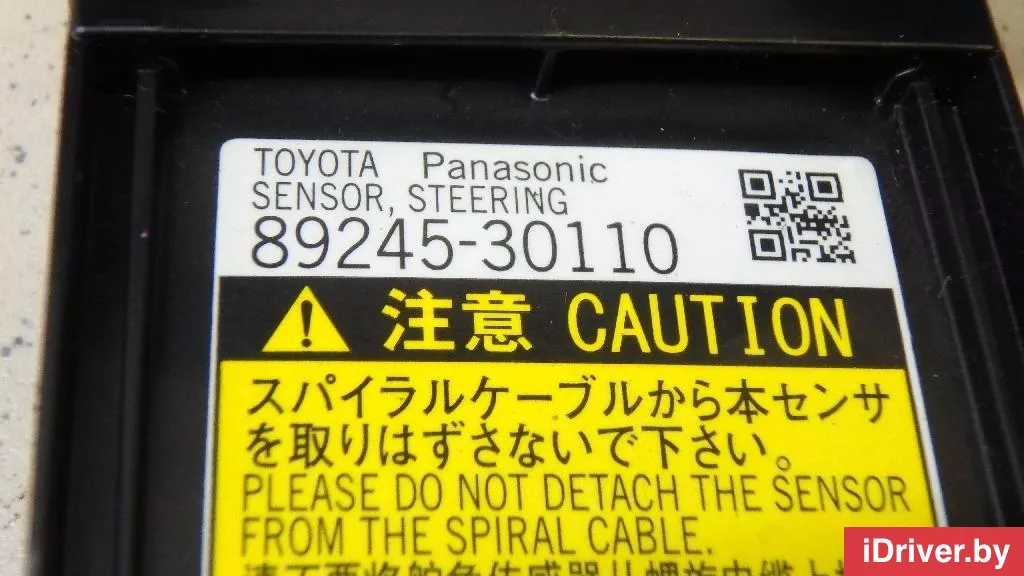 TOYOTA Panasonic
SENSOR, STEERING
89245-30110
注意 CAUTION
スパイラルケーブルから本センサ
を取りはずさないで下さい。
PLEASE DO NOT DETACH THE SENSOR
FROM THE SPIRAL CABLE.
iDriver.by